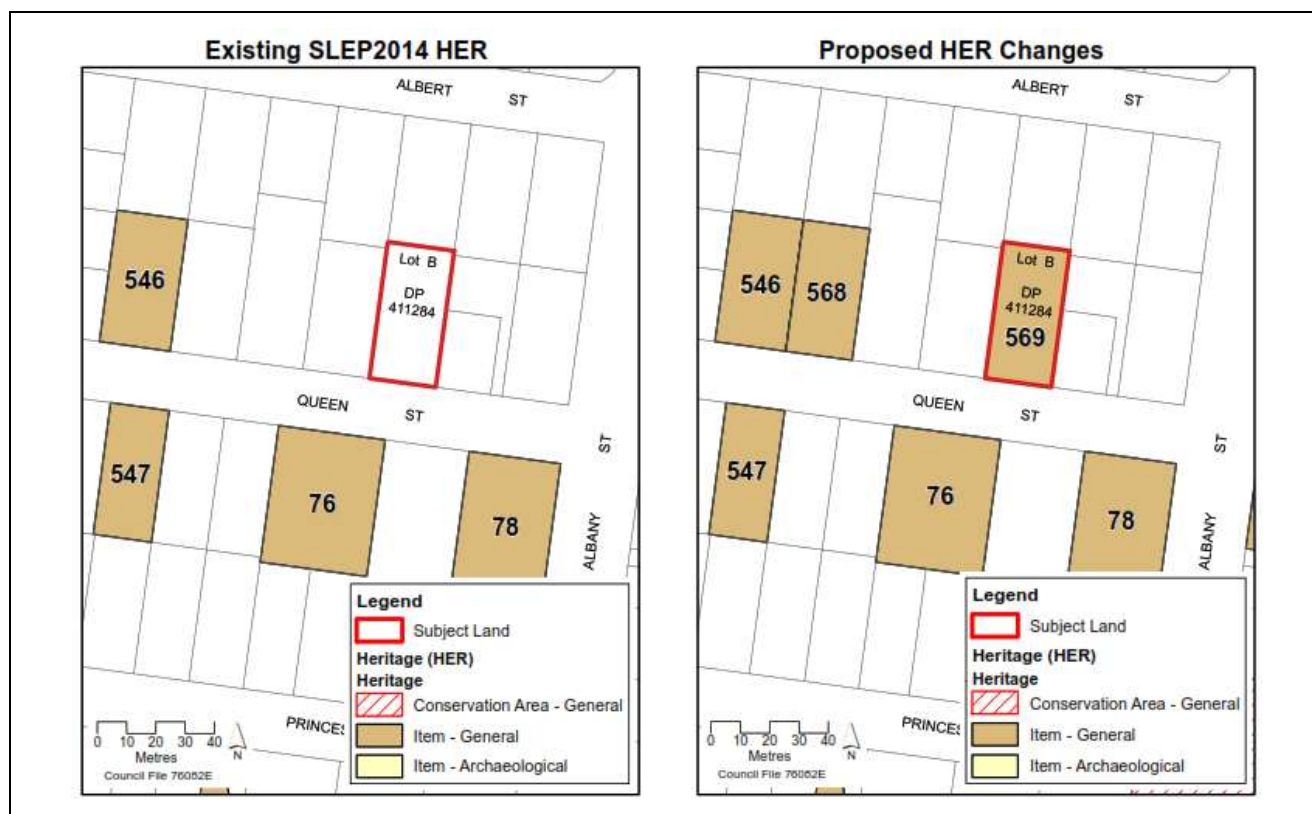 Existing SLEP2014 HER
ALBERT ST
Lot B
DP
411284
546
QUEEN ST
547
76
78
ST
ALBANY
PRINCES
Legend
Subject Land
Heritage (HER)
Heritage
Conservation Area - General
Item - General
Item - Archaeological
0 10 20 30 40
Metres
N
Council File 76082E
Proposed HER Changes
ALBERT ST
Lot B
DP
411284
546
568
569
QUEEN ST
547
76
78
ST
ALBANY
PRINCES
Legend
Subject Land
Heritage (HER)
Heritage
Conservation Area - General
Item - General
Item - Archaeological
0 10 20 30 40
Metres
N
Council File 76082E